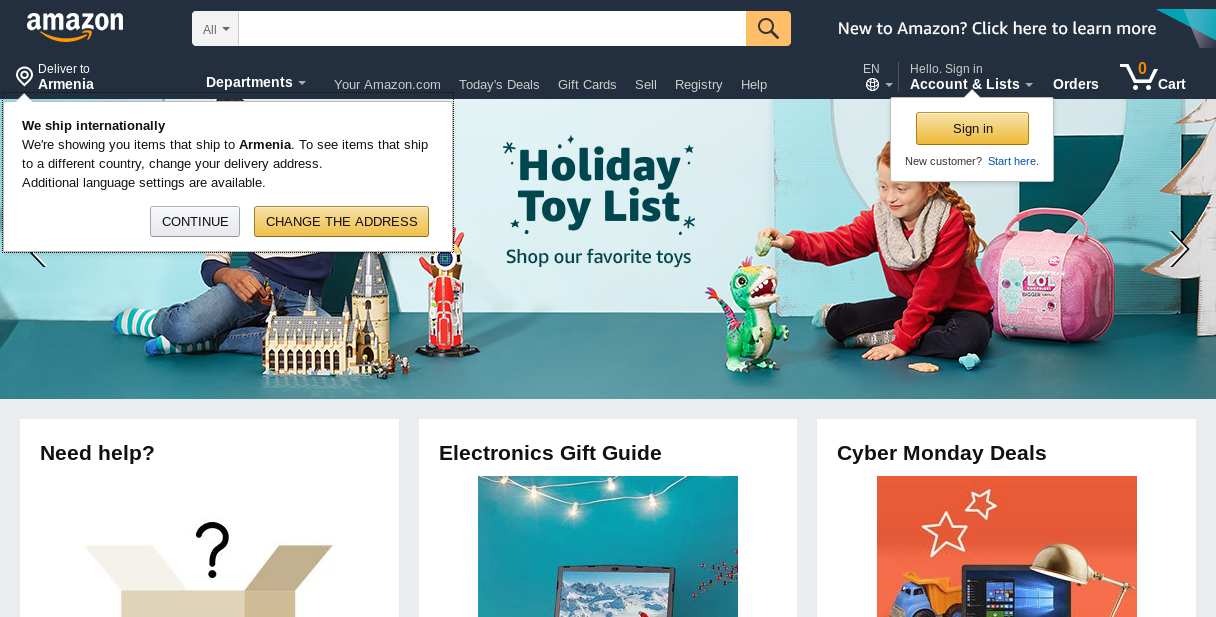 amazon
All
New to Amazon? Click here to learn more
Deliver to
Armenia
Departments
Your Amazon.com
Today's Deals
Gift Cards
Sell
Registry
Help
EN
Hello. Sign in
Account & Lists
Orders
0
Cart
We ship internationally
We're showing you items that ship to Armenia. To see items that ship
to a different country, change your delivery address.
Additional language settings are available.
CONTINUE
CHANGE THE ADDRESS
Sign in
New customer? Start here.
Holiday
Toy List
Shop our favorite toys
LOL
SURPRISE!
BIGGER
Need help?
Electronics Gift Guide
Cyber Monday Deals
?